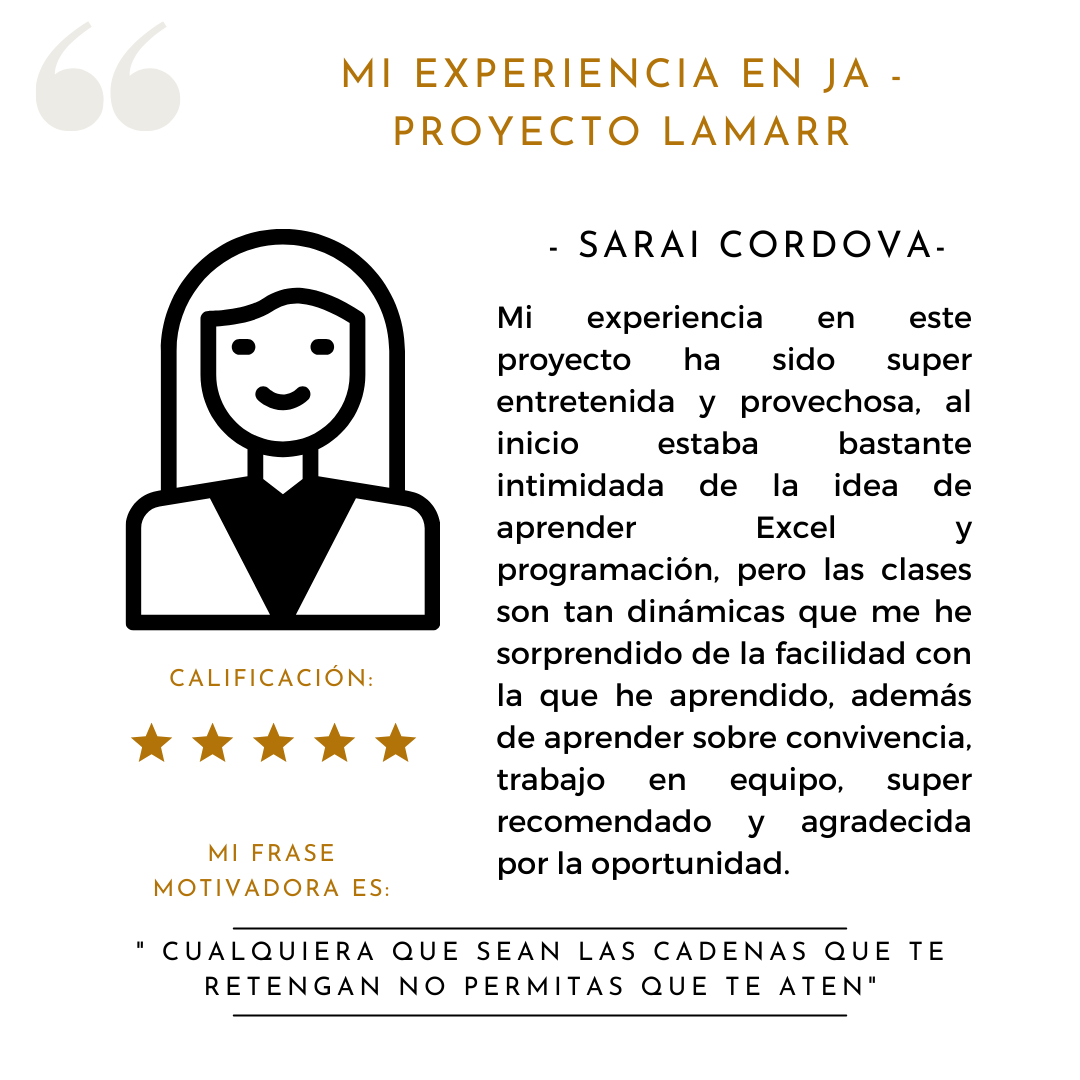 MI EXPERIENCIA EN JA -
PROYECTO LAMARR
- SARAI CORDOVA-
Mi experiencia en este
proyecto ha sido super
entretenida y provechosa, al
inicio estaba bastante
intimidada de la idea de
aprender Excel y
programación, pero las clases
son tan dinámicas que me he
sorprendido de la facilidad con
la que he aprendido, además
de aprender sobre convivencia,
trabajo en equipo, super
recomendado y agradecida
por la oportunidad.
CALIFICACIÓN:
MI FRASE
MOTIVADORA ES:
" CUALQUIERA QUE SEAN LAS CADENAS QUE TE
RETENGAN NO PERMITAS QUE TE ATEN"